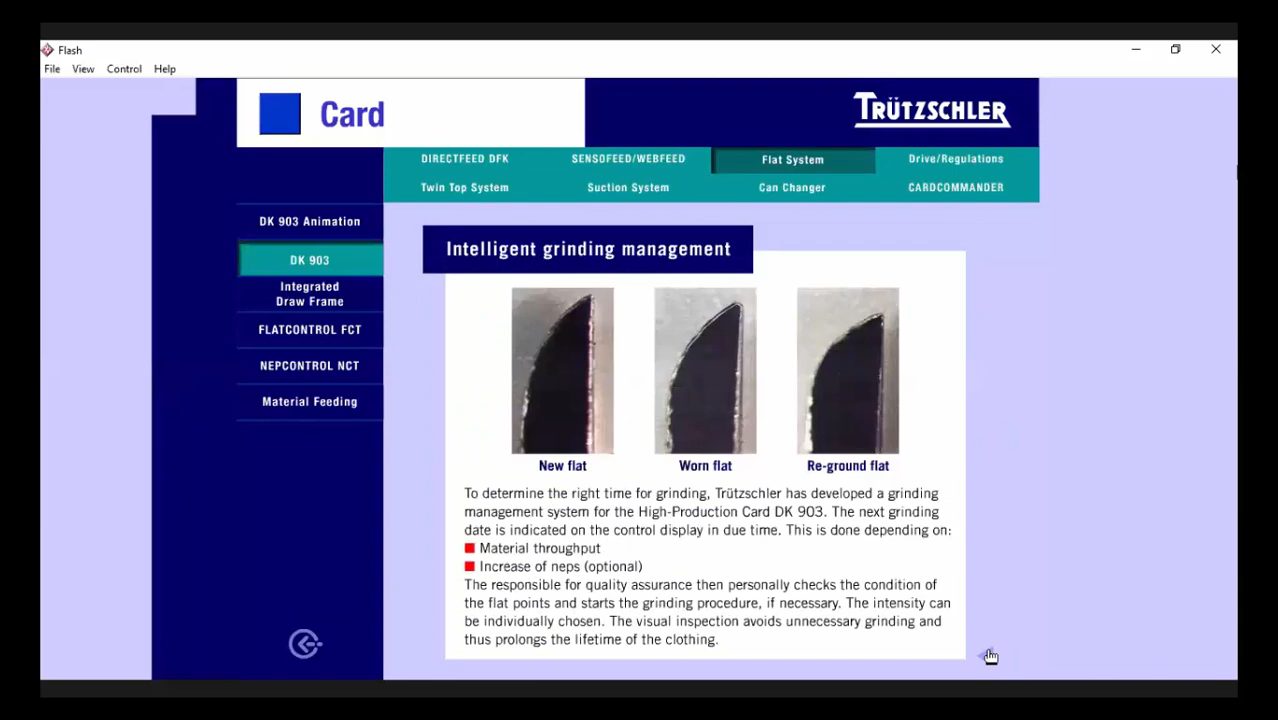 Flash
File View Control Help
Card
TRÜTZSCHLER
DIRECTFEED DFK SENSOFEED/WEBFEED Flat System Drive/Regulations
Twin Top System Suction System Can Changer CARDCOMMANDER
DK 903 Animation
DK 903
Integrated
Draw Frame
FLATCONTROL FCT
NEPCONTROL NCT
Material Feeding
Intelligent grinding management
New flat Worn flat Re-ground flat
To determine the right time for grinding, Trützschler has developed a grinding
management system for the High-Production Card DK 903. The next grinding
date is indicated on the control display in due time. This is done depending on:
Material throughput
Increase of neps (optional)
The responsible for quality assurance then personally checks the condition of
the flat points and starts the grinding procedure, if necessary. The intensity can
be individually chosen. The visual inspection avoids unnecessary grinding and
thus prolongs the lifetime of the clothing.